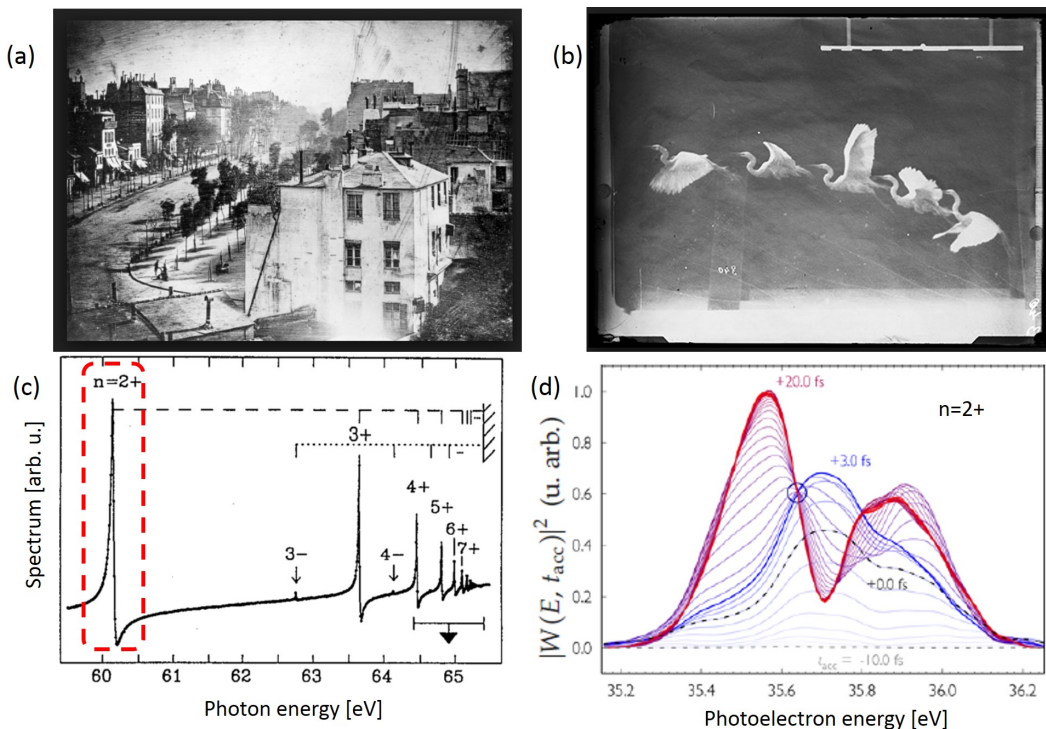 (a)
(b)
(c)
n=2+
3+
4+
5+
6+
7+
3-
4-
Spectrum [arb. u.]
60
61
62
63
64
65
Photon energy [eV]
(d)
+20.0 fs
n=2+
+3.0 fs
+0.0 fs
t_acc = -10.0 fs
|W(E, t_acc)|² (u. arb.)
1.0
0.8
0.6
0.4
0.2
0.0
35.2
35.4
35.6
35.8
36.0
36.2
Photoelectron energy [eV]